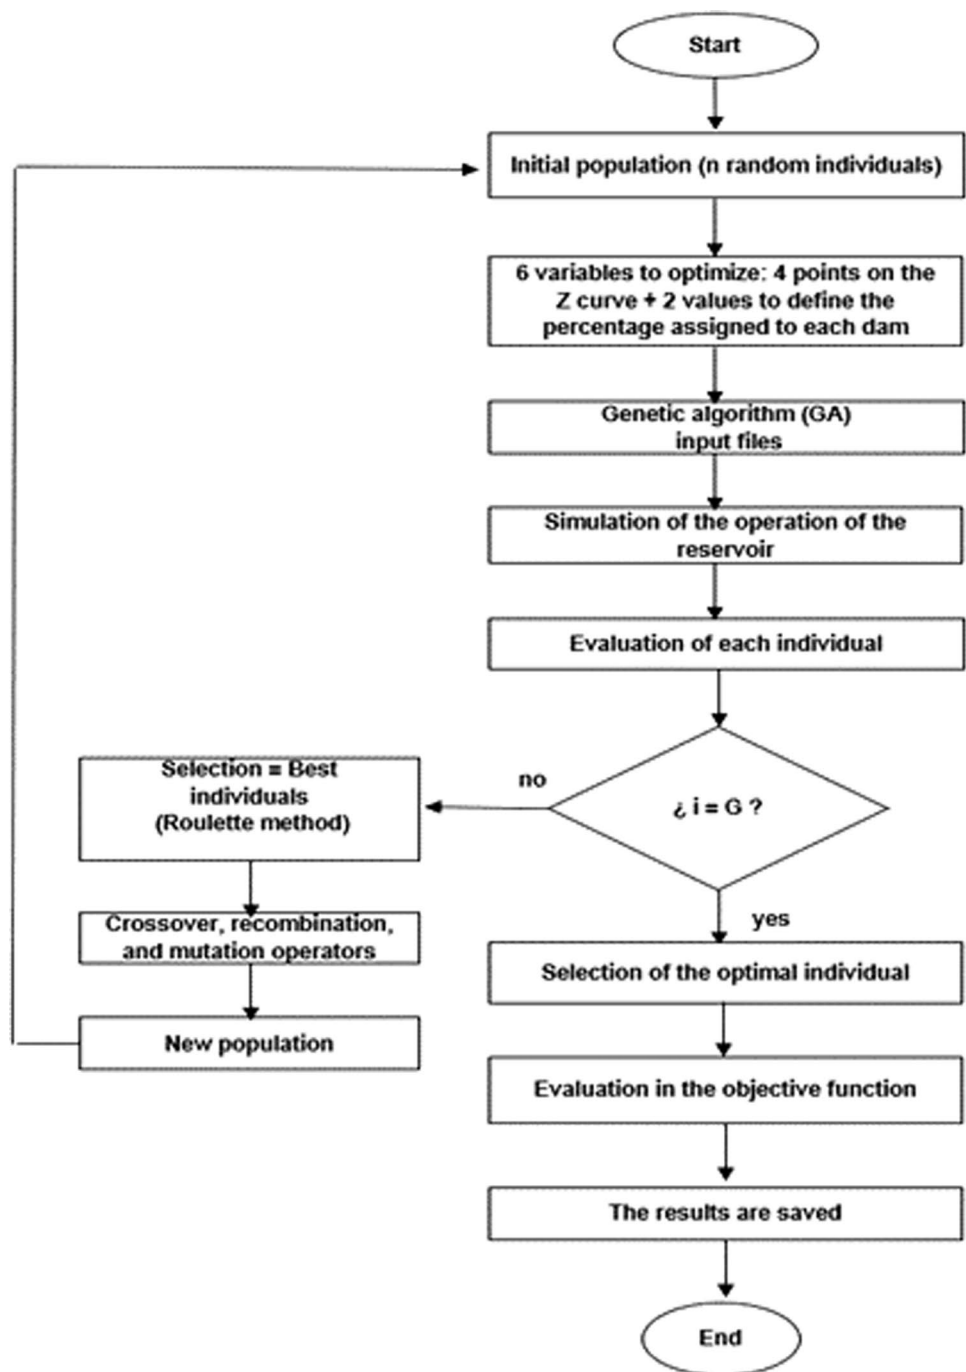 Start
Initial population (n random individuals)
6 variables to optimize: 4 points on the
Z curve + 2 values to define the
percentage assigned to each dam
Genetic algorithm (GA)
input files
Simulation of the operation of the
reservoir
Evaluation of each individual
¿ i = G ?
no
Selection = Best
individuals
(Roulette method)
Crossover, recombination,
and mutation operators
New population
yes
Selection of the optimal individual
Evaluation in the objective function
The results are saved
End